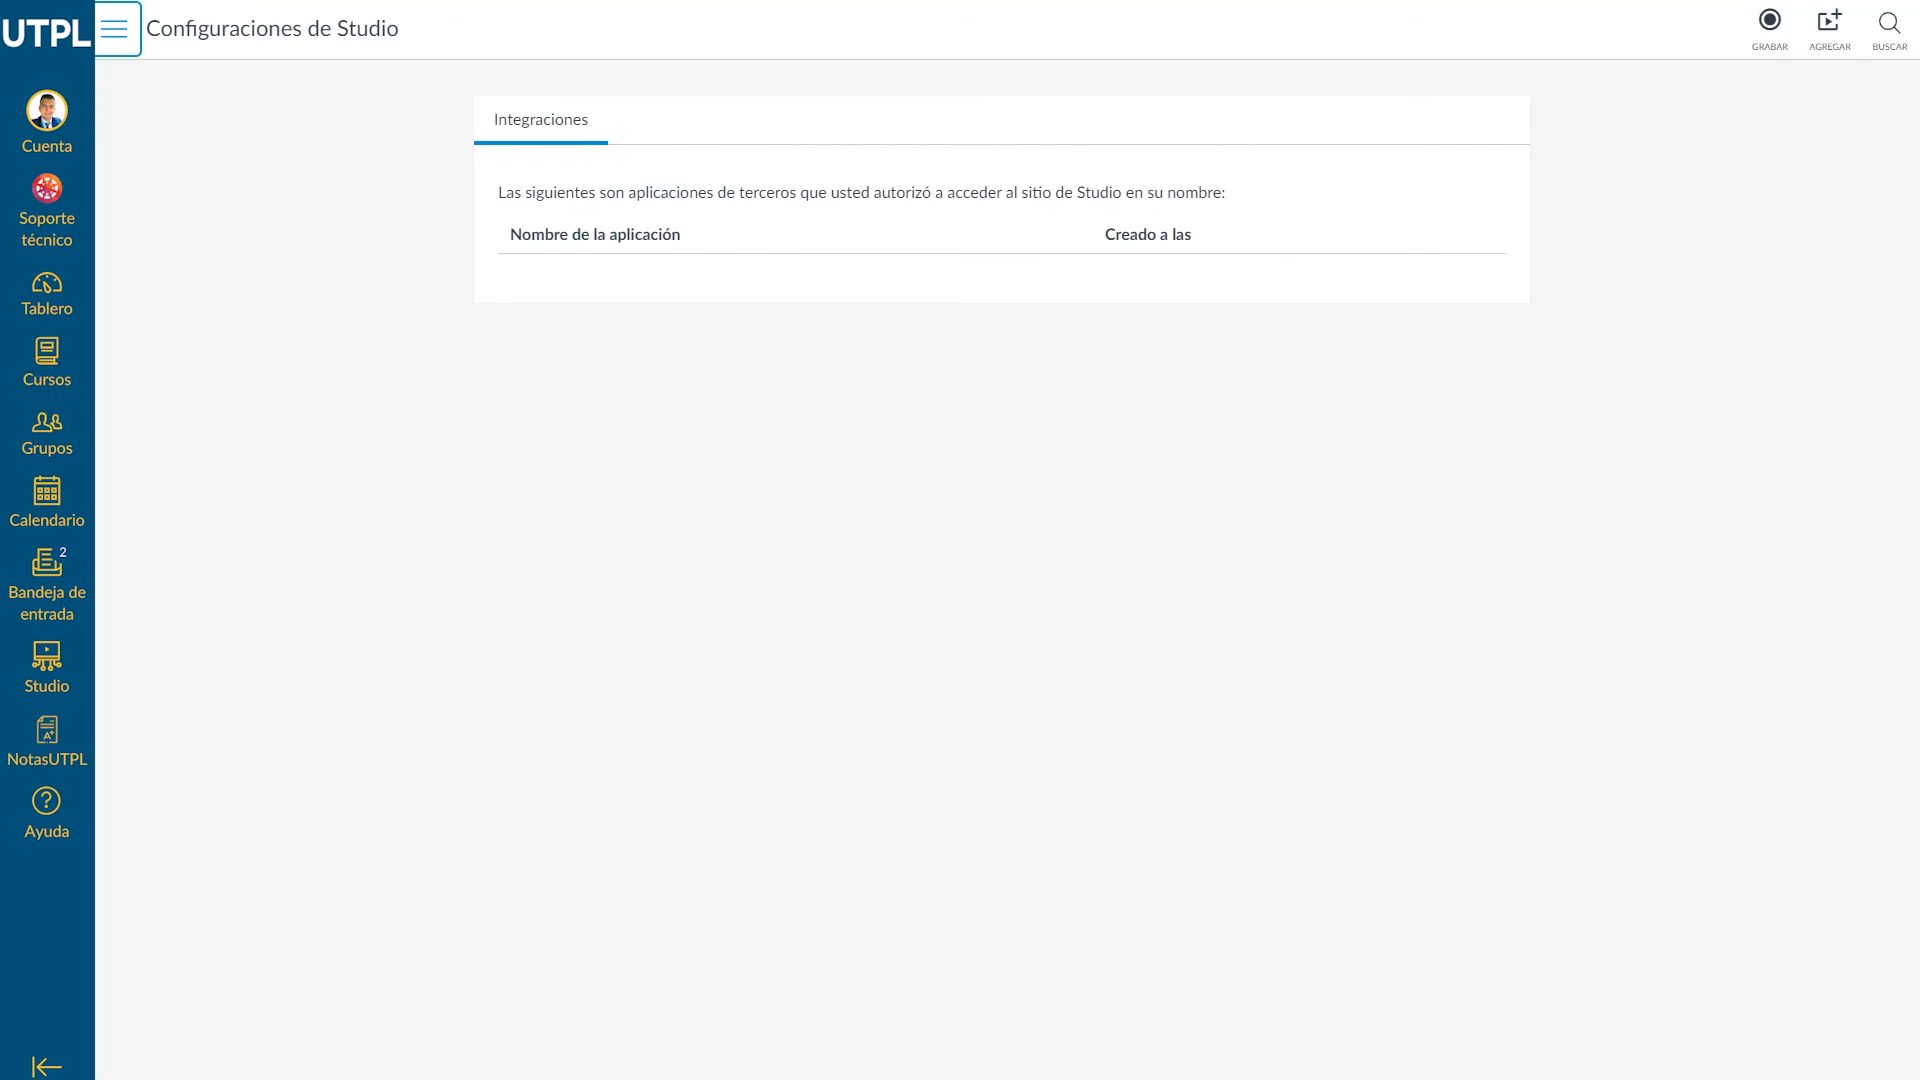 UTPL
Configuraciones de Studio
GRABAR
AGREGAR
BUSCAR
Cuenta
Soporte
técnico
Tablero
Cursos
Grupos
Calendario
2
Bandeja de
entrada
Studio
NotasUTPL
Ayuda
Integraciones
Las siguientes son aplicaciones de terceros que usted autorizó a acceder al sitio de Studio en su nombre:
Nombre de la aplicación
Creado a las